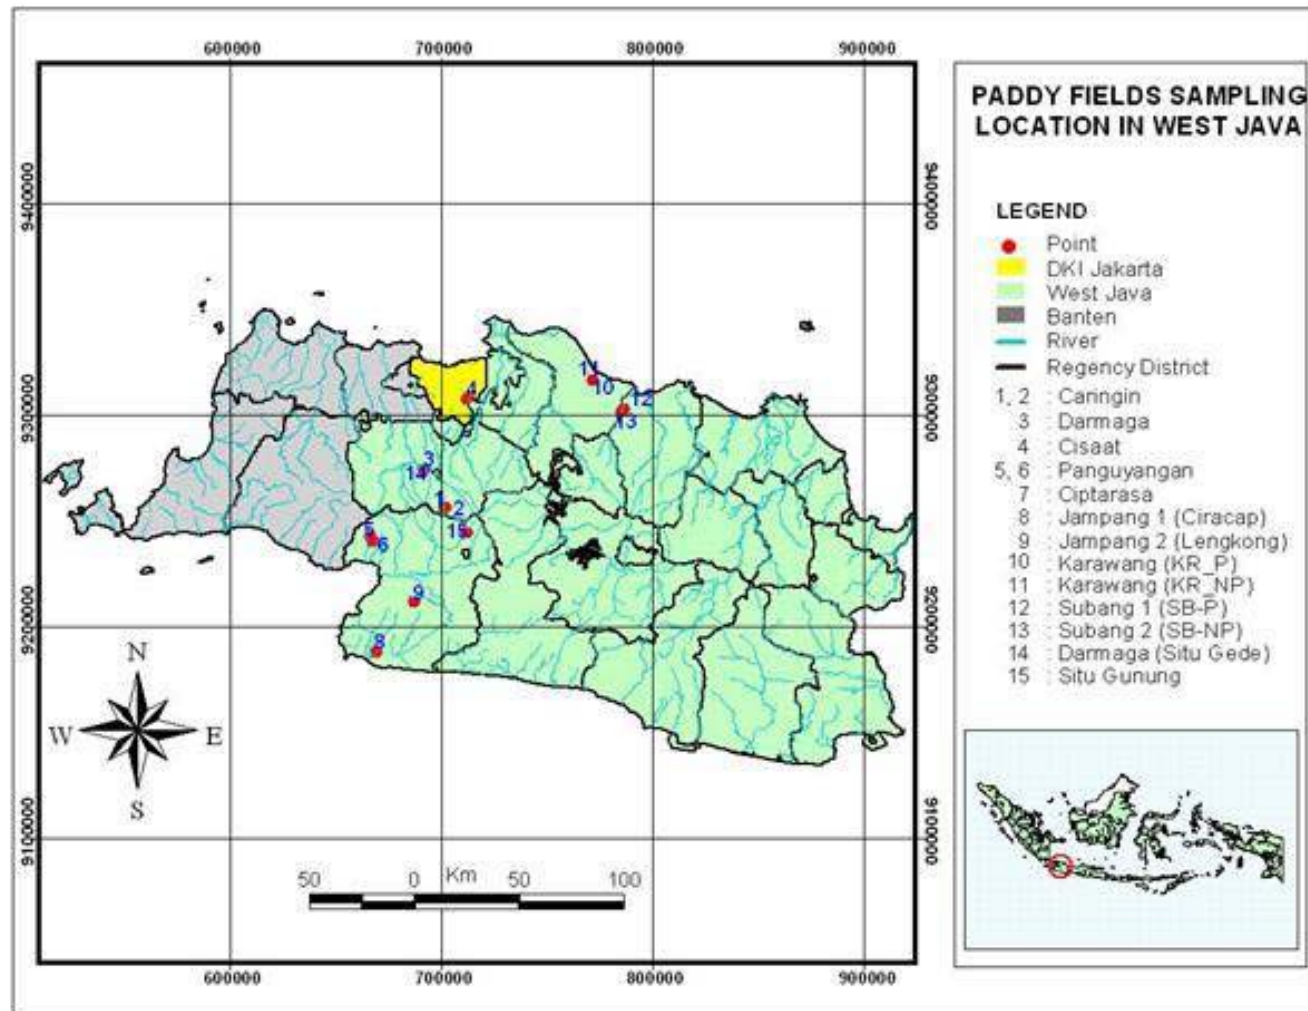 600000 700000 800000 900000
PADDY FIELDS SAMPLING
LOCATION IN WEST JAVA
9400000 9400000
LEGEND
Point
DKI Jakarta
West Java
Banten
River
Regency District
1, 2 : Caringin
3 : Darmaga
4 : Cisaat
5, 6 : Panguyangan
7 : Ciptarasa
8 : Jampang 1 (Ciracap)
9 : Jampang 2 (Lengkong)
10 : Karawang (KR_P)
11 : Karawang (KR_NP)
12 : Subang 1 (SB-P)
13 : Subang 2 (SB-NP)
14 : Darmaga (Situ Gede)
15 : Situ Gunung
11
4 10 12
9300000 13 9300000
3
14
1 2
5 15
6
9
9200000 9200000
8
N
W E
S
9100000 9100000
50 0 Km 50 100
600000 700000 800000 900000